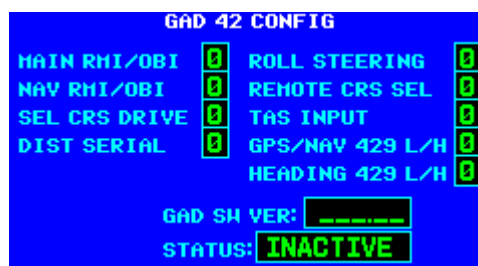 GAD 42 CONFIG
MAIN RMI/OBI 0 ROLL STEERING 0
NAV RMI/OBI 0 REMOTE CRS SEL 0
SEL CRS DRIVE 0 TAS INPUT 0
DIST SERIAL 0 GPS/NAV 429 L/H 0
HEADING 429 L/H 0
GAD SW VER: ___.__
STATUS: INACTIVE